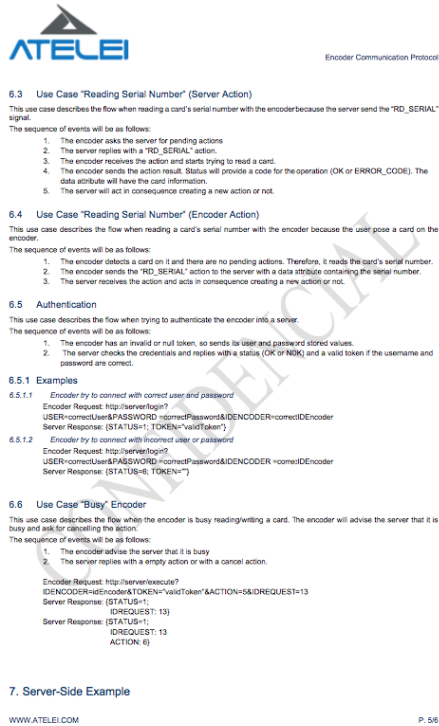 ATELEI
Encoder Communication Protocol
6.3 Use Case "Reading Serial Number" (Server Action)
This use case describes the flow when reading a card's serial number with the encoderbecause the server send the "RD_SERIAL"
signal.
The sequence of events will be as follows:
1. The encoder asks the server for pending actions
2. The server replies with a "RD_SERIAL" action.
3. The encoder receives the action and starts trying to read a card.
4. The encoder sends the action result. Status will provide a code for the operation (OK or ERROR_CODE). The
data attribute will have the card information.
5. The server will act in consequence creating a new action or not.
6.4 Use Case "Reading Serial Number" (Encoder Action)
This use case describes the flow when reading a card's serial number with the encoder because the user pose a card on the
encoder.
The sequence of events will be as follows:
1. The encoder detects a card on it and there are no pending actions. Therefore, it reads the card's serial number.
2. The encoder sends the "RD_SERIAL" action to the server with a data attribute containing the serial number.
3. The server receives the action and acts in consequence creating a new action or not.
6.5 Authentication
This use case describes the flow when trying to authenticate the encoder into a server.
The sequence of events will be as follows:
1. The encoder has an invalid or null token, so sends its user and password stored values.
2. The server checks the credentials and replies with a status (OK or NOK) and a valid token if the username and
password are correct.
6.5.1 Examples
6.5.1.1 Encoder try to connect with correct user and password
Encoder Request: http://server/login?
USER=correctUser&PASSWORD =correctPassword&IDENCODER=correctIDEncoder
Server Response: {STATUS=1; TOKEN="validToken"}
6.5.1.2 Encoder try to connect with incorrect user or password
Encoder Request: http://server/login?
USER=correctUser&PASSWORD=correctPassword&IDENCODER =correctIDEncoder
Server Response: {STATUS=6; TOKEN=""}
6.6 Use Case "Busy" Encoder
This use case describes the flow when the encoder is busy reading/writing a card. The encoder will advise the server that it is
busy and ask for cancelling the action.
The sequence of events will be as follows:
1. The encoder advise the server that it is busy
2. The server replies with a empty action or with a cancel action.
Encoder Request: http://server/execute?
IDENCODER=idEncoder&TOKEN="validToken"&ACTION=5&IDREQUEST=13
Server Response: {STATUS=1;
IDREQUEST: 13}
Server Response: {STATUS=1;
IDREQUEST: 13
ACTION: 6}
7. Server-Side Example
WWW.ATELEI.COM
P. 5/6
CONFIDENCIAL